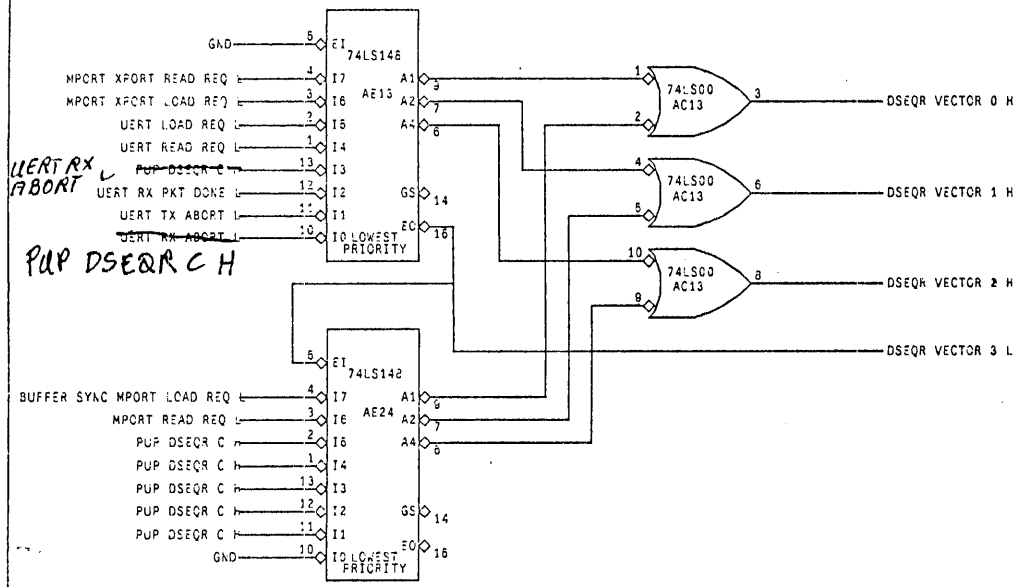 GND 5 EI
74LS148
AE13
MPORT XPORT READ REQ L 4 I7
MPORT XPORT LOAD REQ L 3 I6
UERT LOAD REQ L 2 I5
UERT READ REQ L 1 I4
UERT RX ABORT L
PUP DSEQR C H 13 I3
UERT RX PKT DONE L 12 I2
UERT TX ABORT L 11 I1
UERT RX ABORT L 10 I0 LOWEST PRIORITY
PUP DSEQR C H
A1 9
A2 7
A4 6
GS 14
EO 15
1 2 74LS00 AC13 3 DSEQR VECTOR 0 H
4 5 74LS00 AC13 6 DSEQR VECTOR 1 H
10 9 74LS00 AC13 8 DSEQR VECTOR 2 H
DSEQR VECTOR 3 L
5 EI
74LS148
AE24
BUFFER SYNC MPORT LOAD REQ L 4 I7
MPORT READ REQ L 3 I6
PUP DSEQR C H 2 I5
PUP DSEQR C H 1 I4
PUP DSEQR C H 13 I3
PUP DSEQR C H 12 I2
PUP DSEQR C H 11 I1
GND 10 I0 LOWEST PRIORITY
A1 9
A2 7
A4 6
GS 14
EO 15